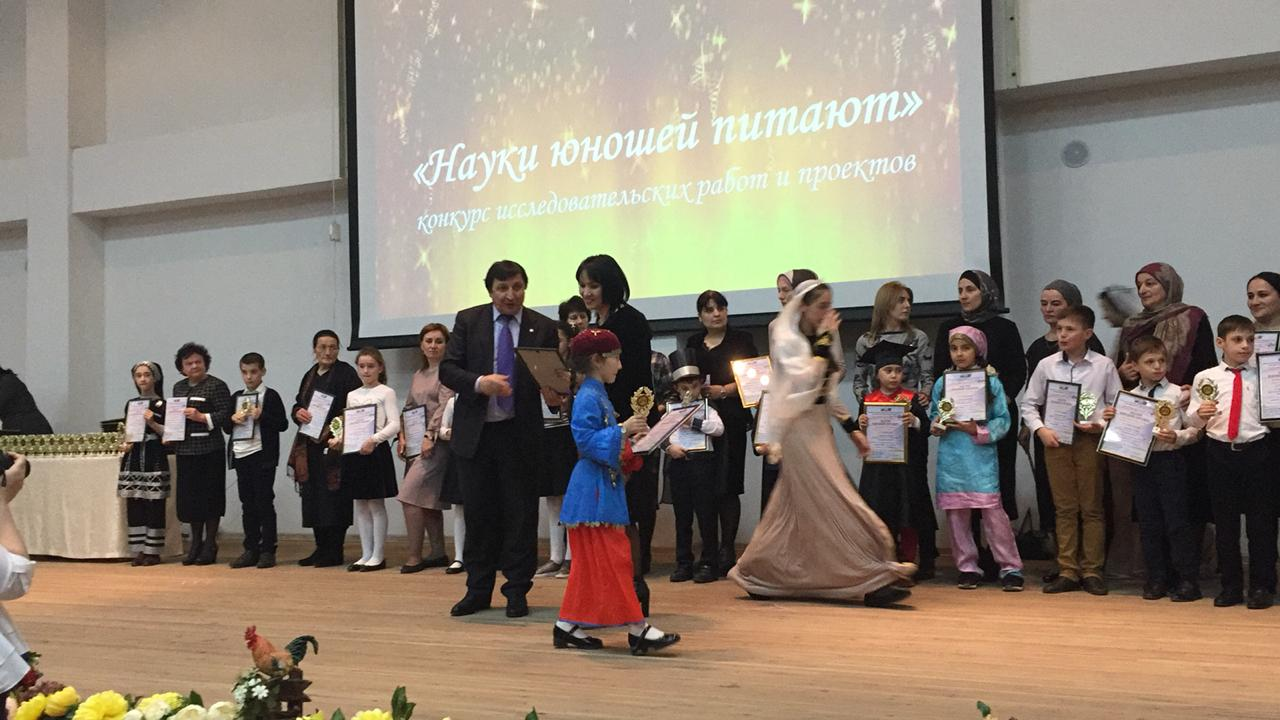 «Науки юношей питают»
конкурс исследовательских работ и проектов